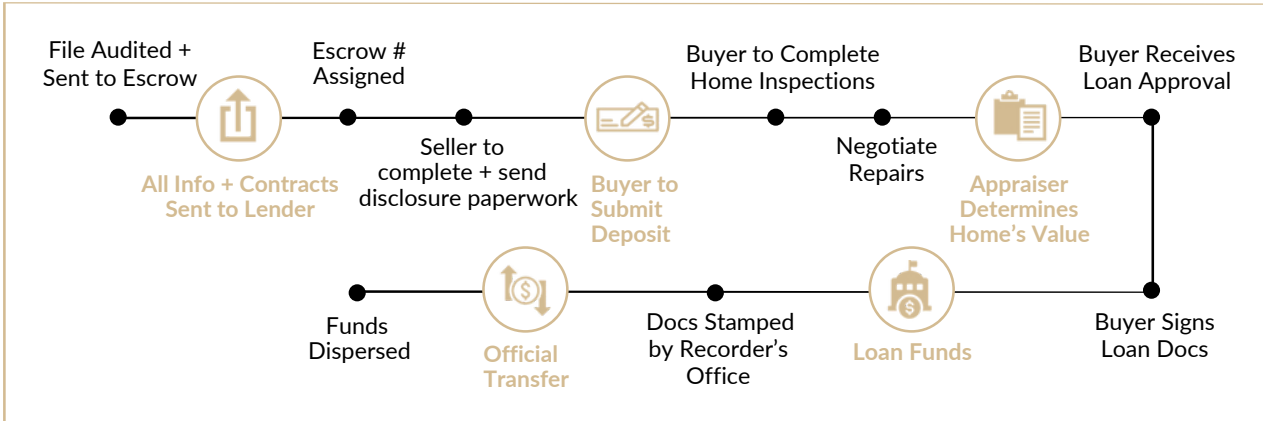 File Audited +
Sent to Escrow
All Info + Contracts
Sent to Lender
Escrow #
Assigned
Seller to
complete + send
disclosure paperwork
Buyer to
Submit
Deposit
Buyer to Complete
Home Inspections
Negotiate
Repairs
Appraiser
Determines
Home's Value
Buyer Receives
Loan Approval
Buyer Signs
Loan Docs
Loan Funds
Docs Stamped
by Recorder's
Office
Official
Transfer
Funds
Dispersed